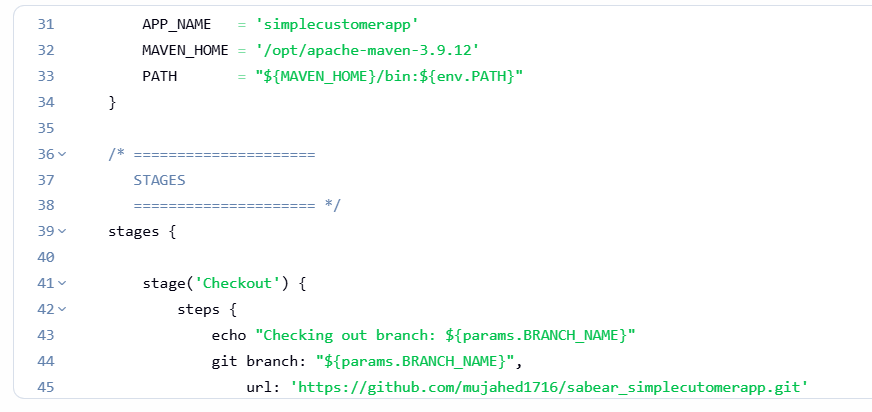 31 APP_NAME = 'simplecustomerapp'
32 MAVEN_HOME = '/opt/apache-maven-3.9.12'
33 PATH = "${MAVEN_HOME}/bin:${env.PATH}"
34 }
35
36 /* =====================
37 STAGES
38 ===================== */
39 stages {
40
41 stage('Checkout') {
42 steps {
43 echo "Checking out branch: ${params.BRANCH_NAME}"
44 git branch: "${params.BRANCH_NAME}",
45 url: 'https://github.com/mujahed1716/sabear_simplecutomerapp.git'